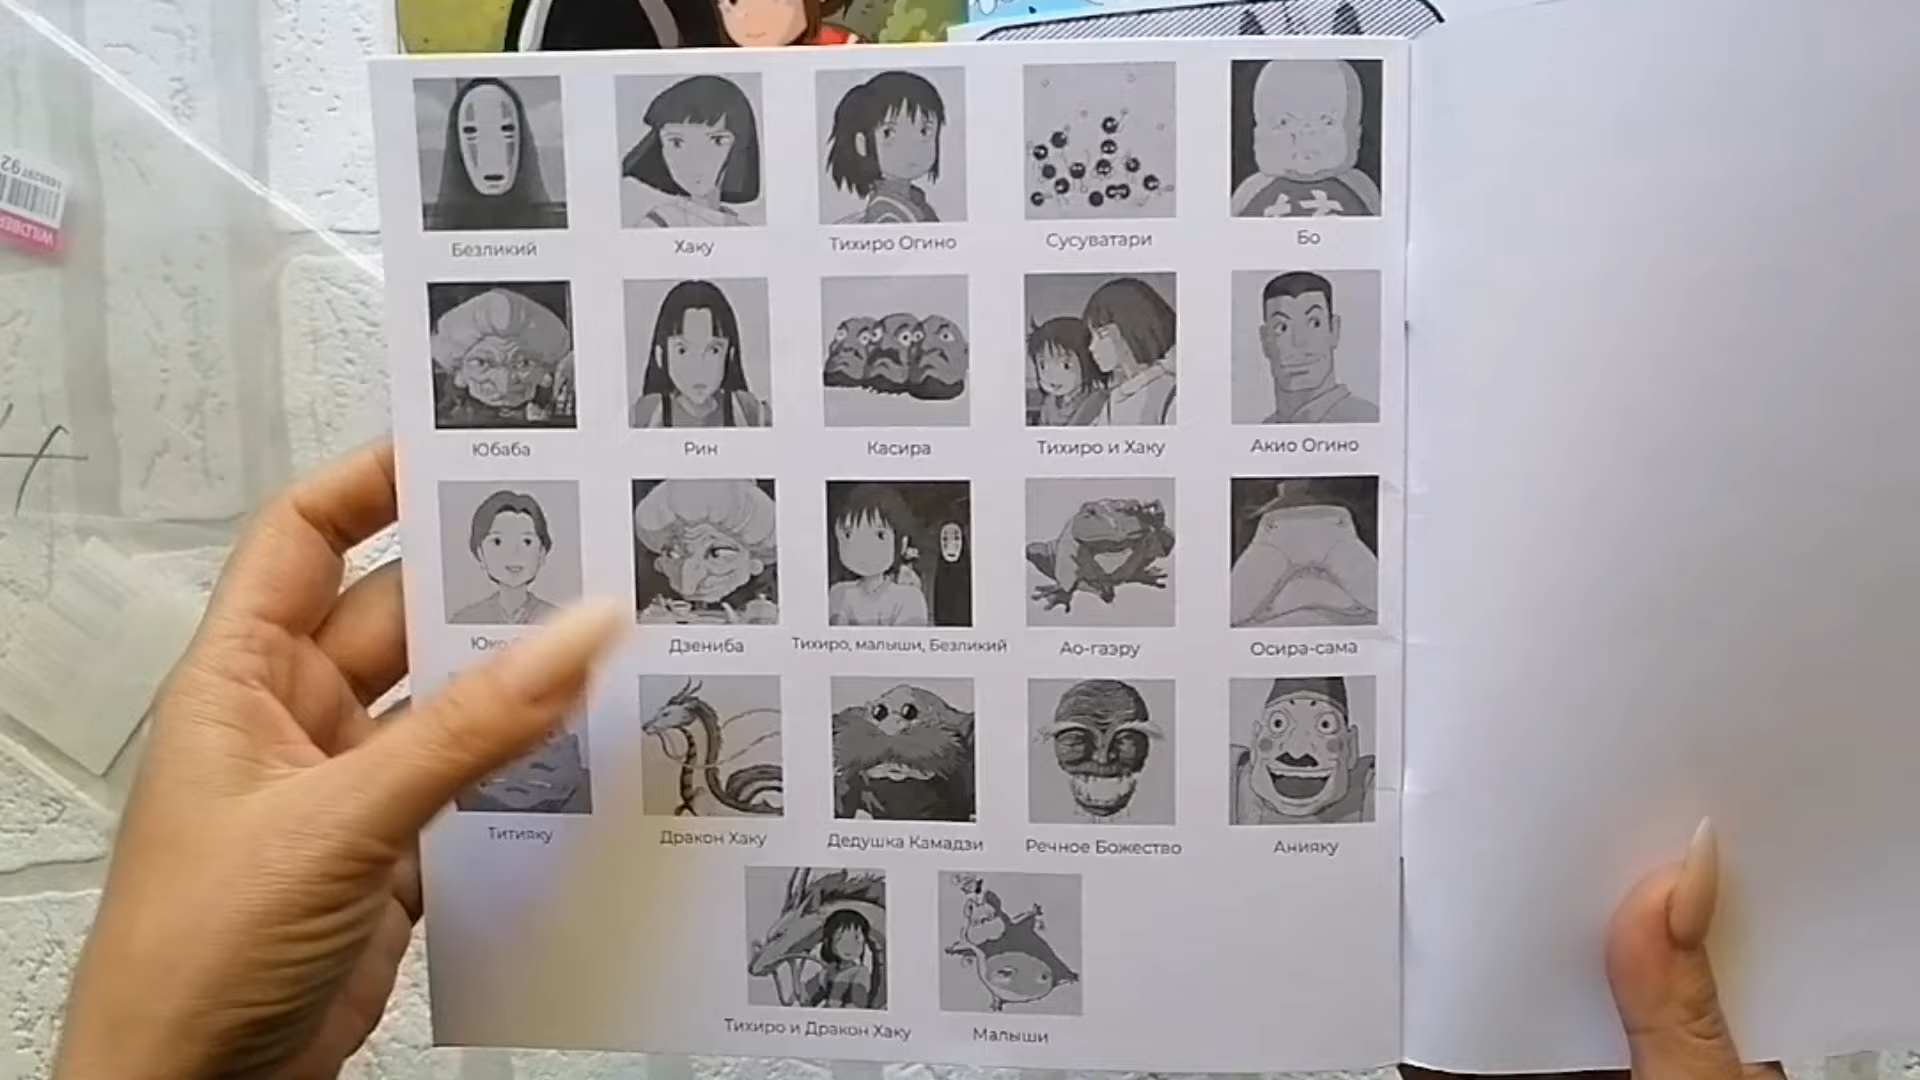 Безликий
Хаку
Тихиро Огино
Сусуватари
Бо
Юбаба
Рин
Касира
Тихиро и Хаку
Акио Огино
Дзениба
Тихиро, малыши, Безликий
Ао-гаэру
Осира-сама
Титияку
Дракон Хаку
Дедушка Камадзи
Речное Божество
Анияку
Тихиро и Дракон Хаку
Малыши